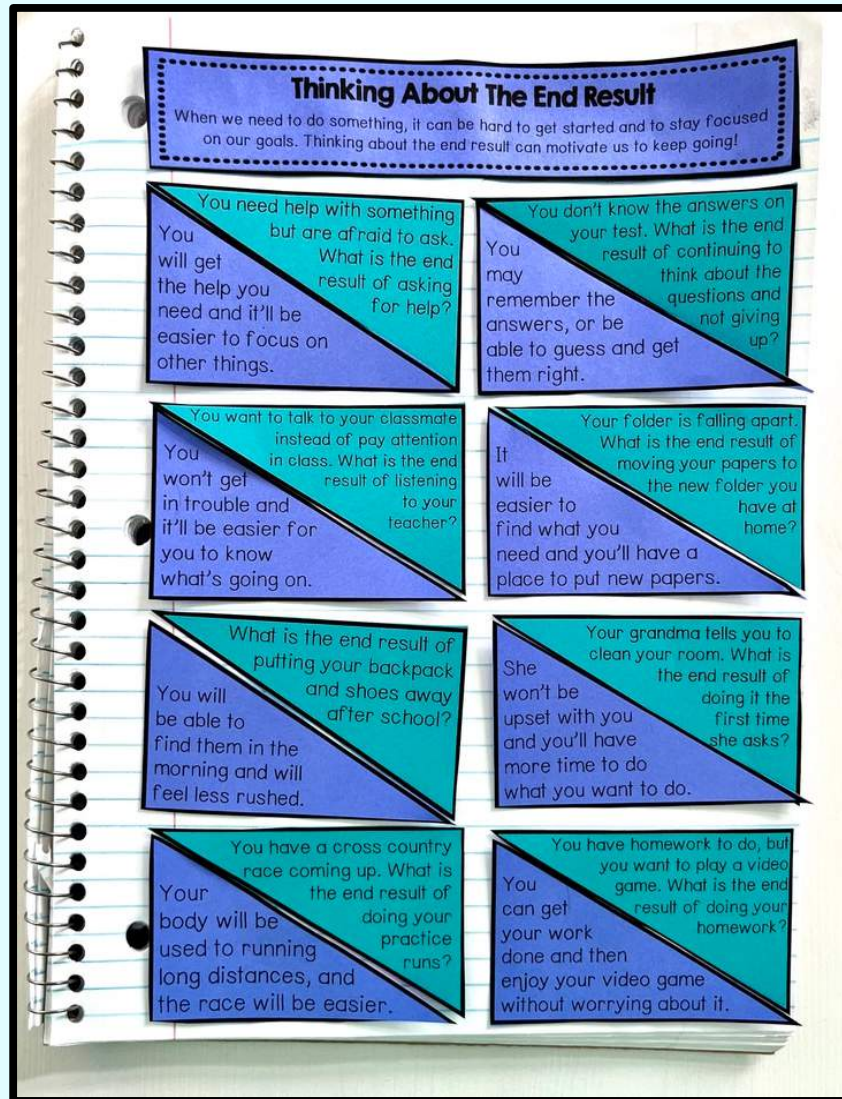 Thinking About The End Result
When we need to do something, it can be hard to get started and to stay focused
on our goals. Thinking about the end result can motivate us to keep going!
You need help with something
but are afraid to ask.
What is the end
result of asking
for help?
You
will get
the help you
need and it'll be
easier to focus on
other things.
You don't know the answers on
your test. What is the end
result of continuing to
think about the
questions and
not giving
up?
You
may
remember the
answers, or be
able to guess and get
them right.
You want to talk to your classmate
instead of pay attention
in class. What is the end
result of listening
to your
teacher?
You
won't get
in trouble and
it'll be easier for
you to know
what's going on.
Your folder is falling apart.
What is the end result of
moving your papers to
the new folder you
have at
home?
It
will be
easier to
find what you
need and you'll have a
place to put new papers.
What is the end result of
putting your backpack
and shoes away
after school?
You will
be able to
find them in the
morning and will
feel less rushed.
Your grandma tells you to
clean your room. What is
the end result of
doing it the
first time
she asks?
She
won't be
upset with you
and you'll have
more time to do
what you want to do.
You have a cross country
race coming up. What is
the end result of
doing your
practice
runs?
Your
body will be
used to running
long distances, and
the race will be easier.
You have homework to do, but
you want to play a video
game. What is the end
result of doing your
homework?
You
can get
your work
done and then
enjoy your video game
without worrying about it.